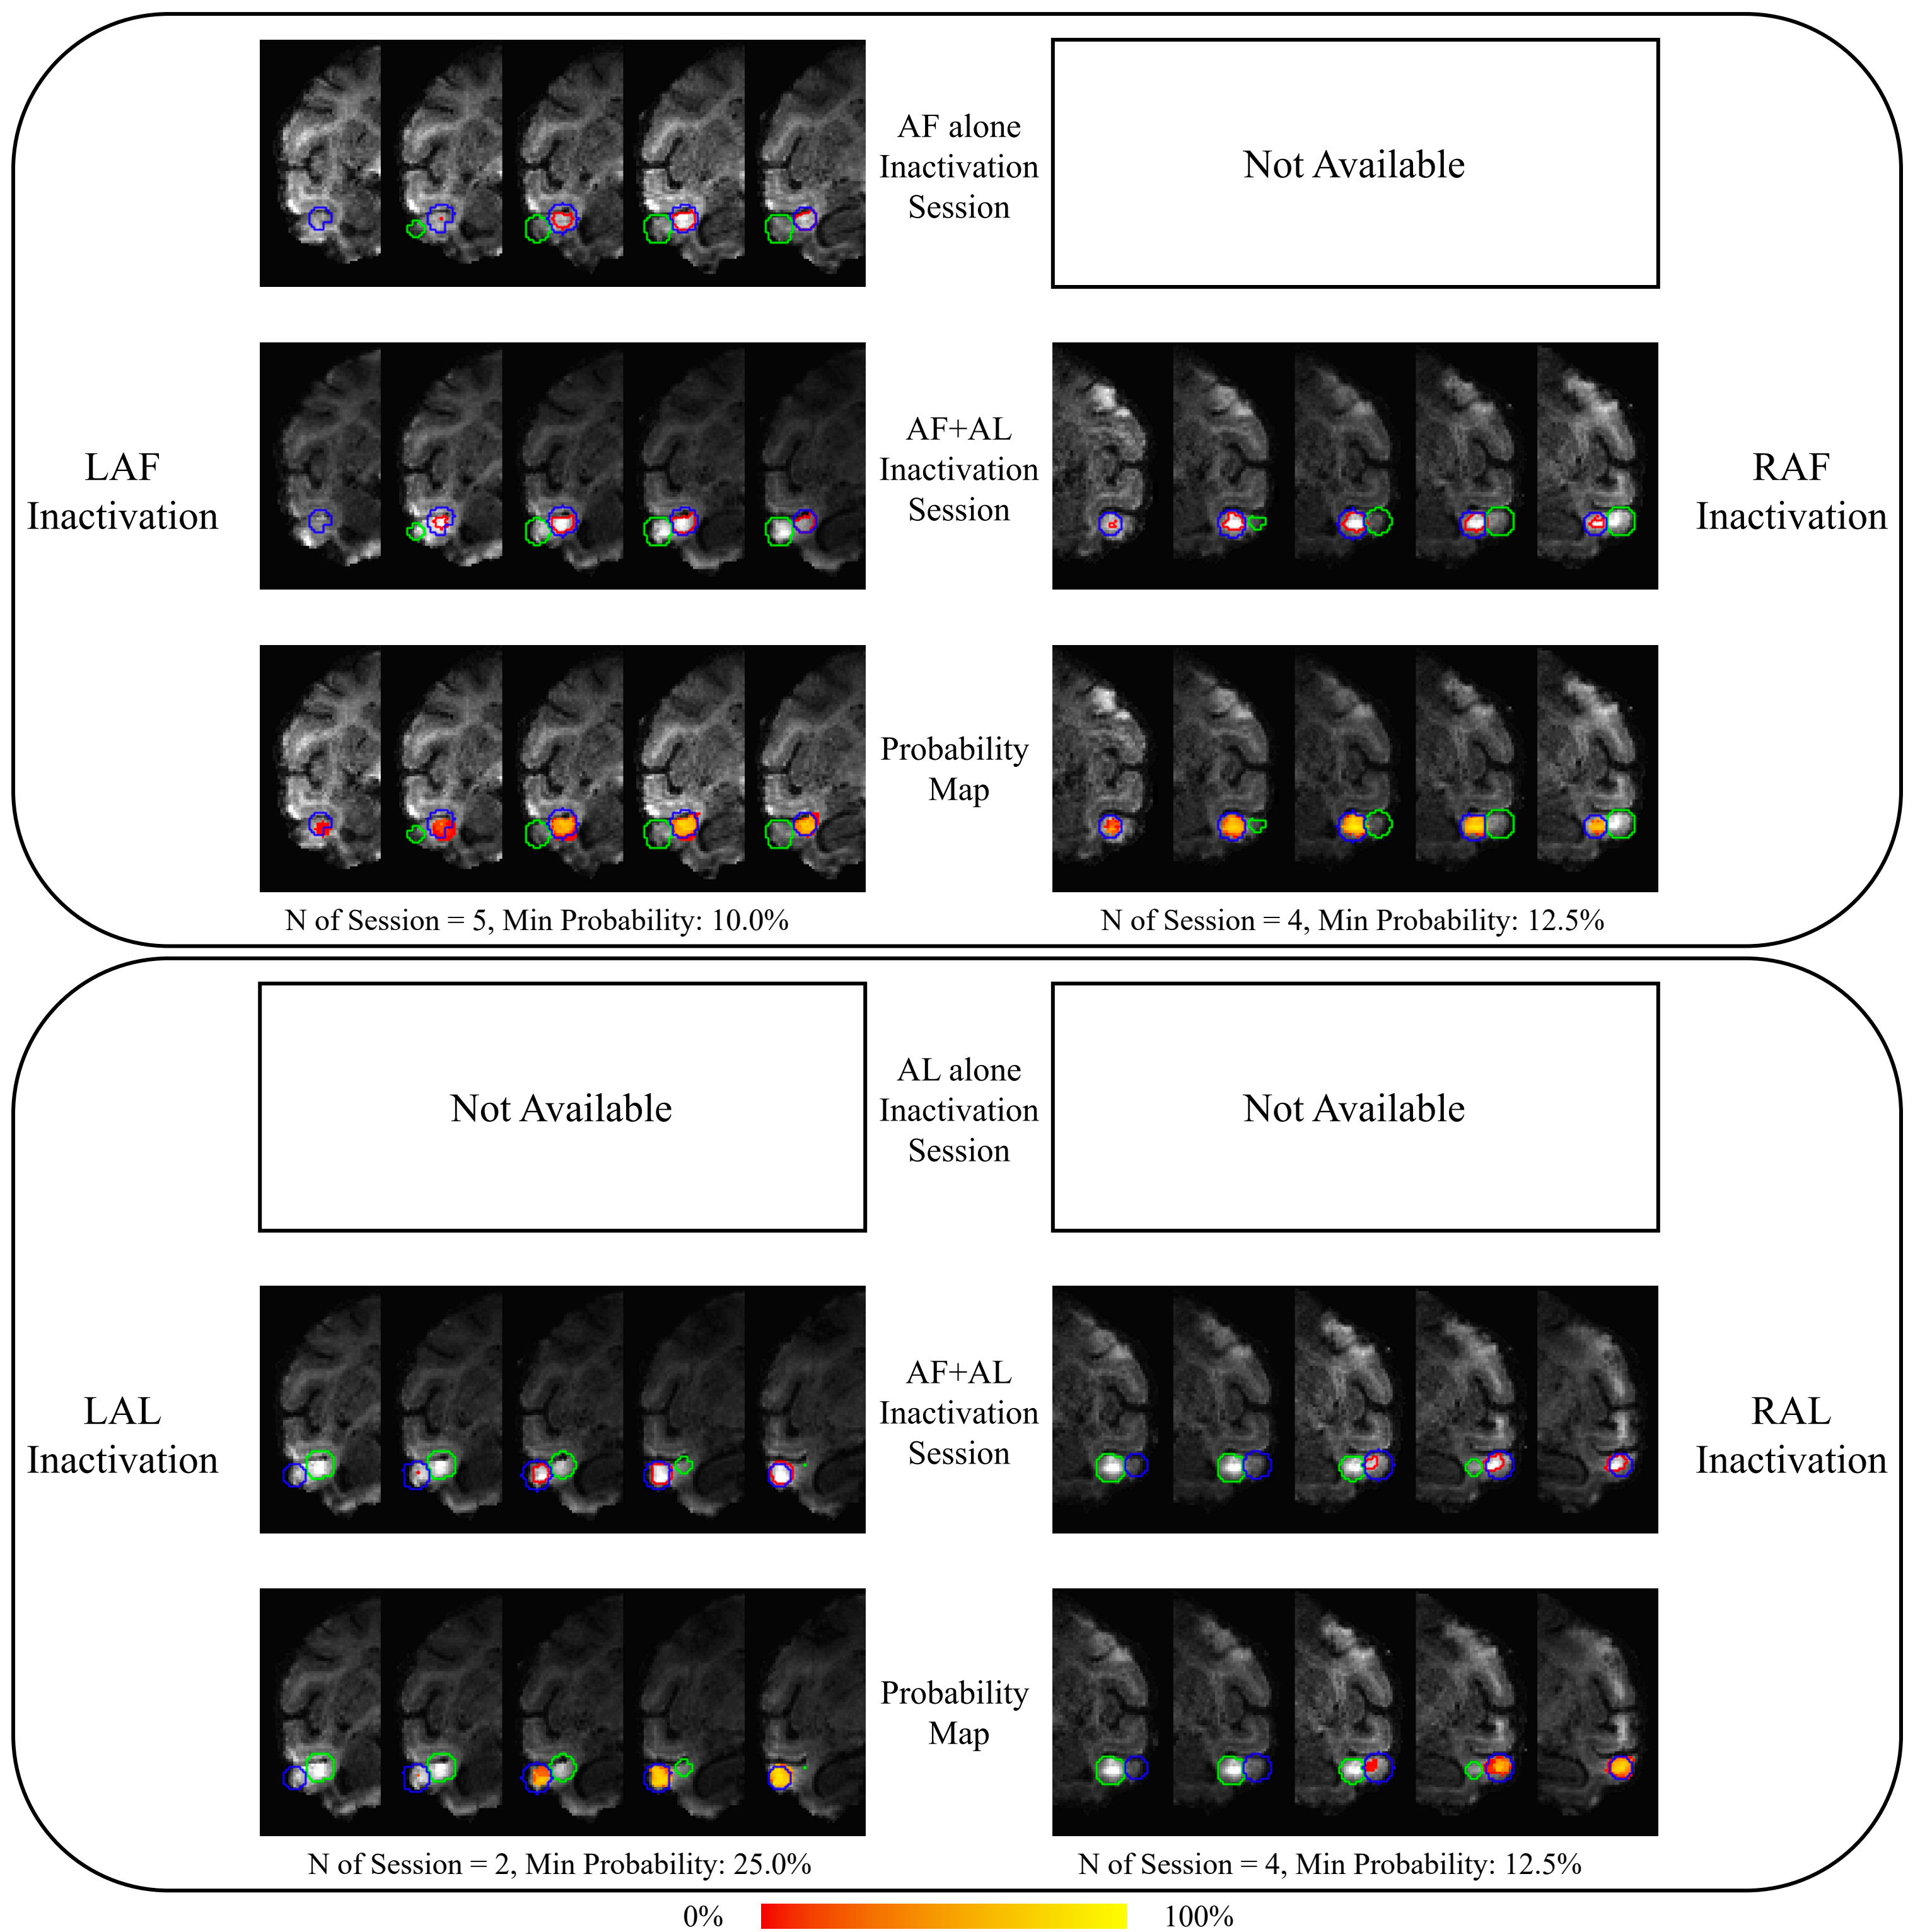 AF alone
Inactivation
Session
Not Available
LAF
Inactivation
AF+AL
Inactivation
Session
RAF
Inactivation
Probability
Map
N of Session = 5, Min Probability: 10.0%
N of Session = 4, Min Probability: 12.5%
Not Available
AL alone
Inactivation
Session
Not Available
LAL
Inactivation
AF+AL
Inactivation
Session
RAL
Inactivation
Probability
Map
N of Session = 2, Min Probability: 25.0%
N of Session = 4, Min Probability: 12.5%
0%
100%